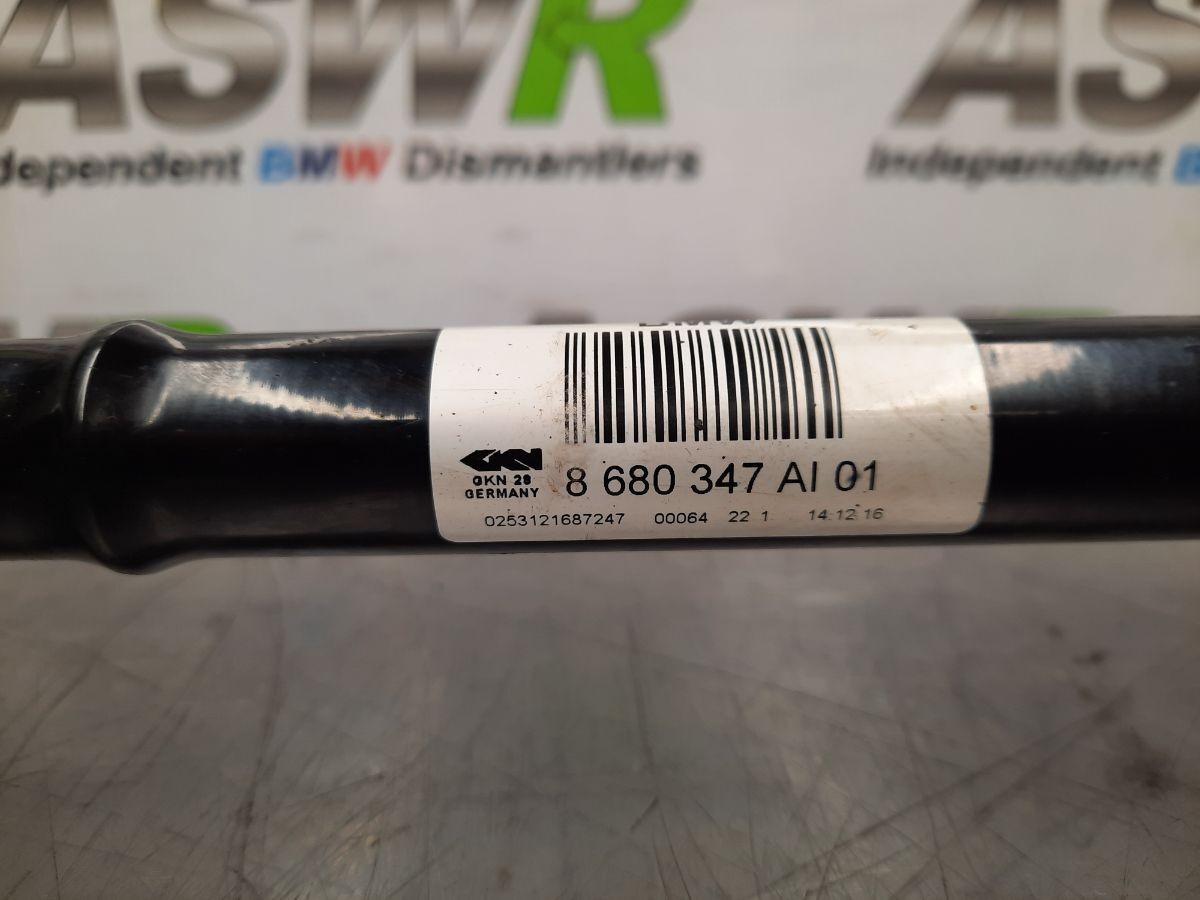 ASWR
AS
Independent BMW Dismantlers
Independent
GKN
GKN 28
GERMANY
8 680 347 AI 01
0253121687247 00064 22 1 14.12.16